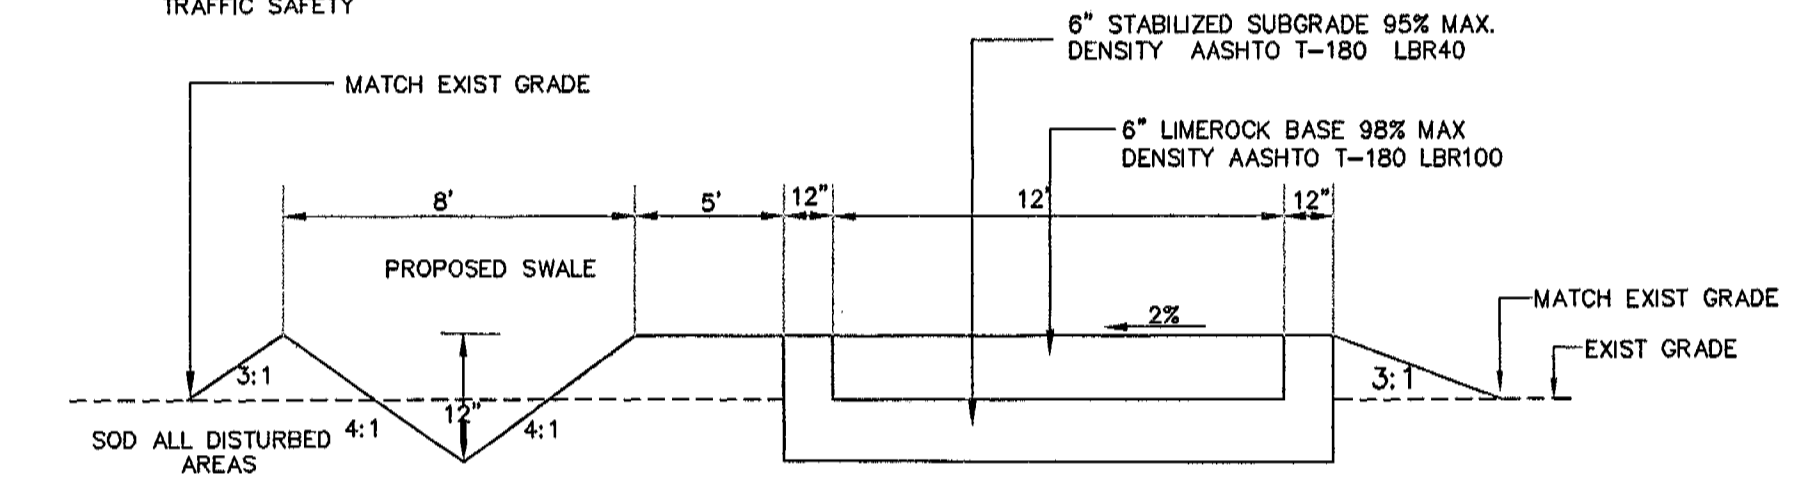 TRAFFIC SAFETY
6" STABILIZED SUBGRADE 95% MAX.
DENSITY AASHTO T-180 LBR40
MATCH EXIST GRADE
6" LIMEROCK BASE 98% MAX
DENSITY AASHTO T-180 LBR100
8'
5'
12"
12'
12"
PROPOSED SWALE
2%
MATCH EXIST GRADE
EXIST GRADE
3:1
3:1
12"
4:1
4:1
SOD ALL DISTURBED
AREAS